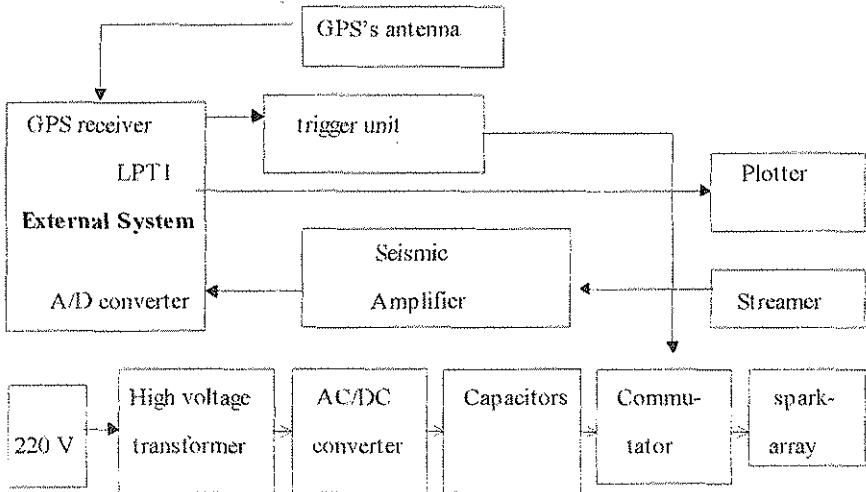 GPS's antenna
GPS receiver
trigger unit
LPT1
Plotter
External System
Seismic
Amplifier
A/D converter
Streamer
220 V
High voltage
transformer
AC/DC
converter
Capacitors
Commu-
tator
spark-
array